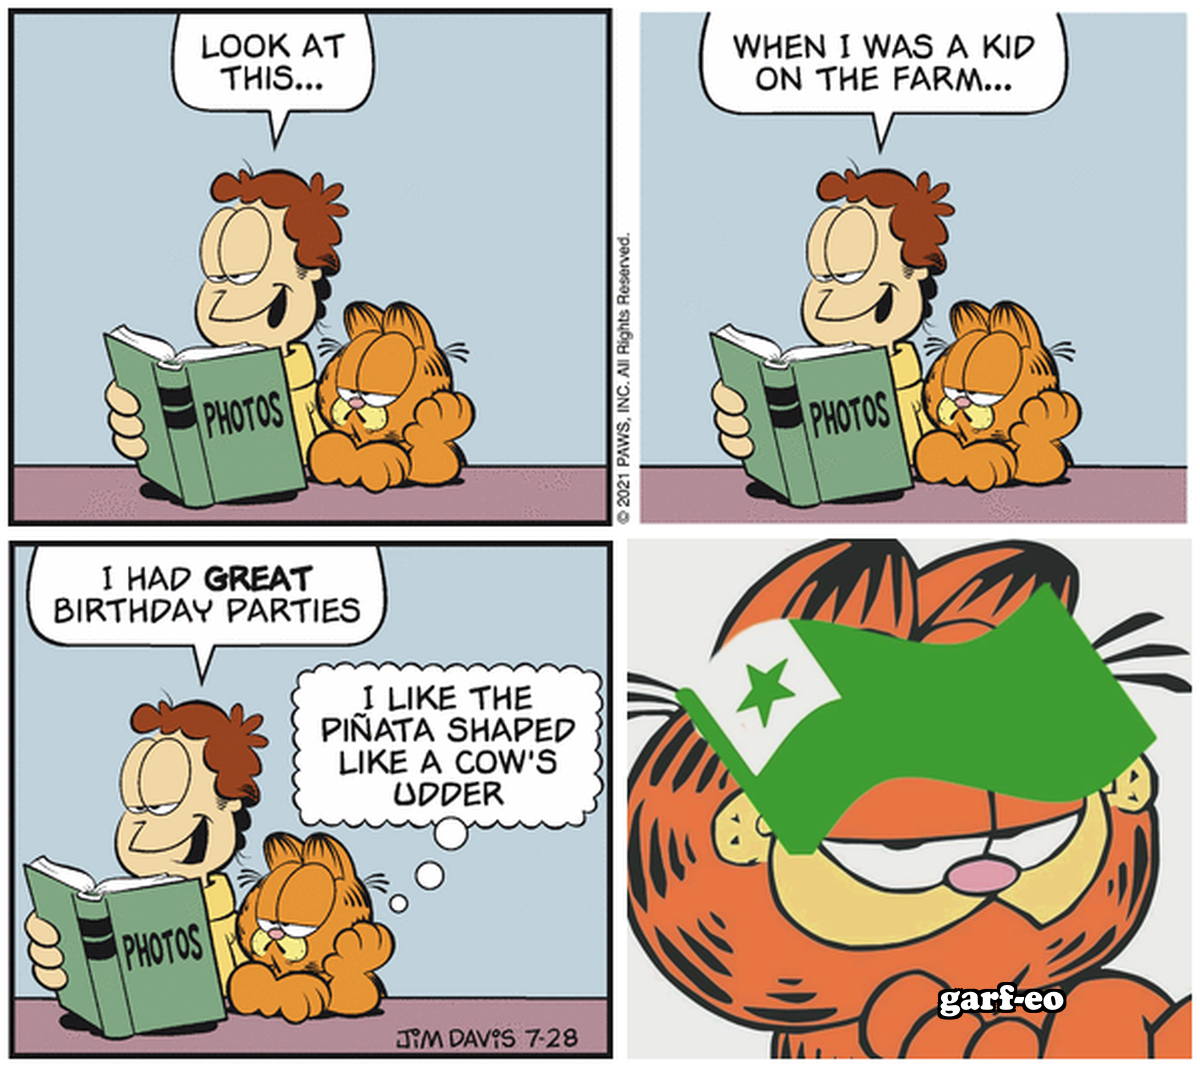 LOOK AT
THIS...
PHOTOS
© 2021 PAWS, INC. All Rights Reserved.
WHEN I WAS A KID
ON THE FARM...
PHOTOS
I HAD GREAT
BIRTHDAY PARTIES
I LIKE THE
PIÑATA SHAPED
LIKE A COW'S
UDDER
PHOTOS
JiM DAViS 7-28
garf-eo